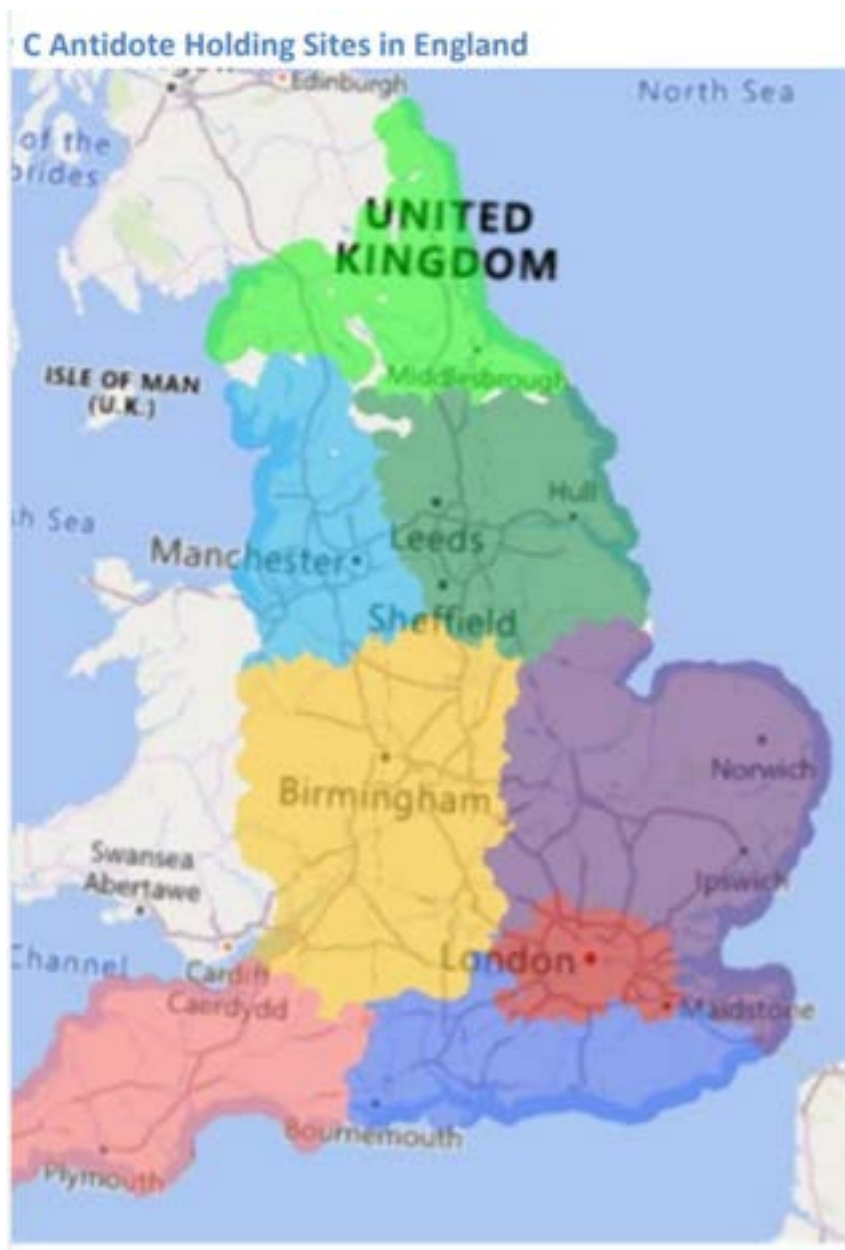 C Antidote Holding Sites in England
Edinburgh
North Sea
of the
brides
UNITED
KINGDOM
ISLE OF MAN
(U.K.)
Middlesbrough
Hull
sh Sea
Leeds
Manchester
Sheffield
Norwich
Birmingham
Swansea
Abertawe
Ipswich
Channel
London
Cardiff
Caerdydd
Maidstone
Bournemouth
Plymouth